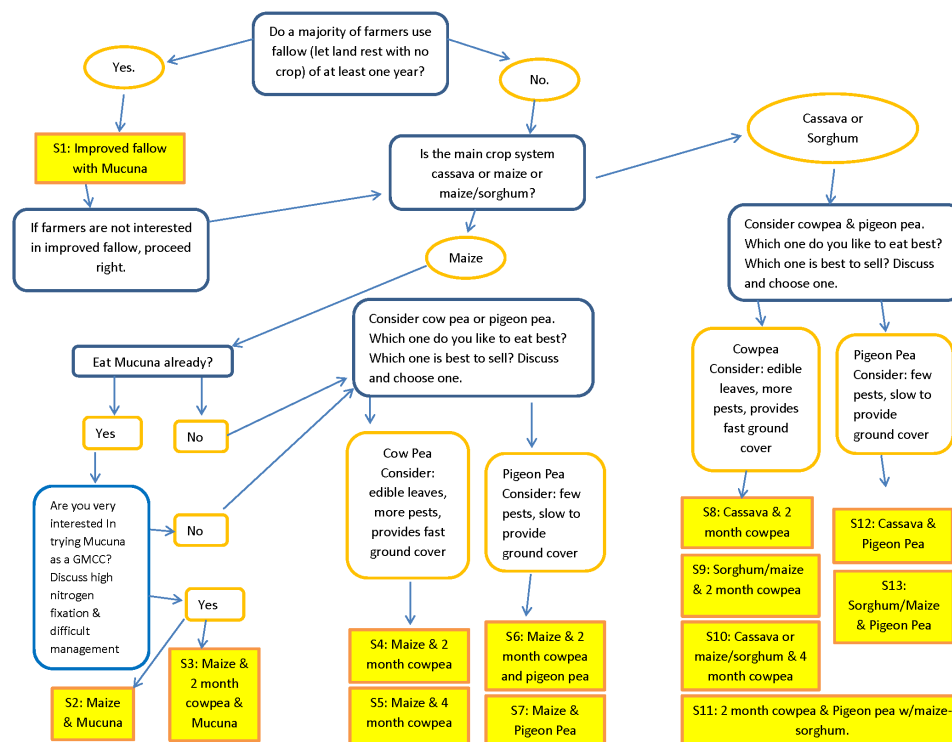 Do a majority of farmers use
fallow (let land rest with no
crop) of at least one year?
Yes.
No.
Cassava or
Sorghum
S1: Improved fallow
with Mucuna
Is the main crop system
cassava or maize or
maize/sorghum?
If farmers are not interested
in improved fallow, proceed
right.
Consider cowpea & pigeon pea.
Which one do you like to eat best?
Which one is best to sell? Discuss
and choose one.
Maize
Consider cow pea or pigeon pea.
Which one do you like to eat best?
Which one is best to sell? Discuss
and choose one.
Eat Mucuna already?
Yes
No
Cowpea
Consider: edible
leaves, more
pests, provides
fast ground
cover
Pigeon Pea
Consider: few
pests, slow to
provide
ground cover
Cow Pea
Consider:
edible leaves,
more pests,
provides fast
ground cover
Pigeon Pea
Consider: few
pests, slow to
provide
ground cover
Are you very
interested In
trying Mucuna
as a GMCC?
Discuss high
nitrogen
fixation &
difficult
management
No
Yes
S8: Cassava & 2
month cowpea
S12: Cassava &
Pigeon Pea
S9: Sorghum/maize
& 2 month cowpea
S13:
Sorghum/Maize
& Pigeon Pea
S10: Cassava or
maize/sorghum & 4
month cowpea
S4: Maize & 2
month cowpea
S6: Maize & 2
month cowpea
and pigeon pea
S3: Maize &
2 month
cowpea &
Mucuna
S2: Maize
& Mucuna
S5: Maize & 4
month cowpea
S7: Maize
& Pigeon Pea
S11: 2 month cowpea & Pigeon pea w/maize-
sorghum.